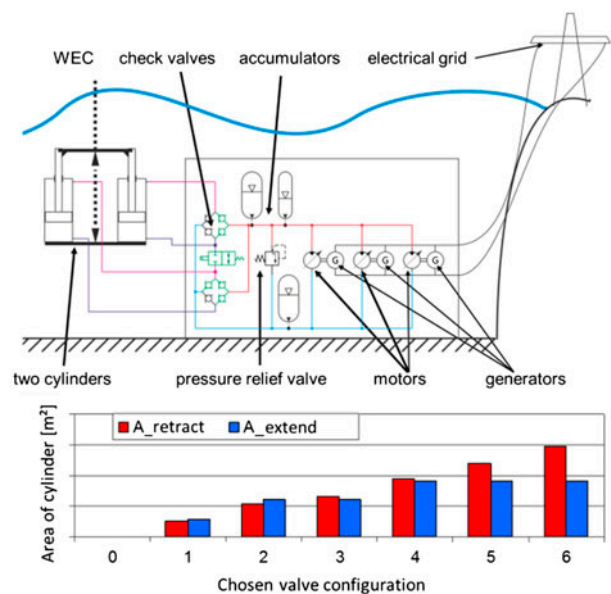 WEC
check valves
accumulators
electrical grid
G
G
G
two cylinders
pressure relief valve
motors
generators
Area of cylinder [m²]
A_retract
A_extend
0
1
2
3
4
5
6
Chosen valve configuration